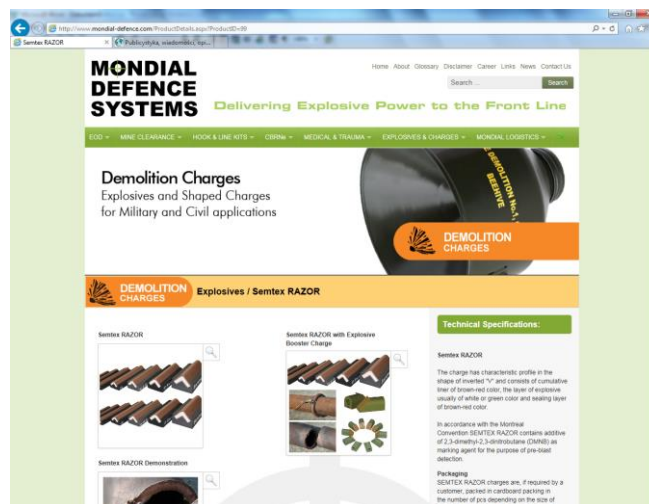 http://www.mondial-defence.com/ProductDetails.aspx?ProductID=99
Semtex RAZOR
Publicystyka, wiadomości, opi...
MONDIAL
DEFENCE
SYSTEMS
Delivering Explosive Power to the Front Line
Home About Glossary Disclaimer Career Links News Contact Us
Search ...
Search
EOD
MINE CLEARANCE
HOOK & LINE KITS
CBRNe
MEDICAL & TRAUMA
EXPLOSIVES & CHARGES
MONDIAL LOGISTICS
Demolition Charges
Explosives and Shaped Charges
for Military and Civil applications
DEMOLITION No.1,
BEEHIVE
DEMOLITION
CHARGES
DEMOLITION
CHARGES
Explosives / Semtex RAZOR
Semtex RAZOR
Semtex RAZOR with Explosive
Booster Charge
Semtex RAZOR Demonstration
Technical Specifications:
Semtex RAZOR
The charge has characteristic profile in the
shape of inverted "V" and consists of cumulative
liner of brown-red color, the layer of explosive
usually of white or green color and sealing layer
of brown-red color.
In accordance with the Montreal
Convention SEMTEX RAZOR contains additive
of 2,3-dimethyl-2,3-dinitrobutane (DMNB) as
marking agent for the purpose of pre-blast
detection.
Packaging
SEMTEX RAZOR charges are, if required by a
customer, packed in cardboard packing in
the number of pcs depending on the size of